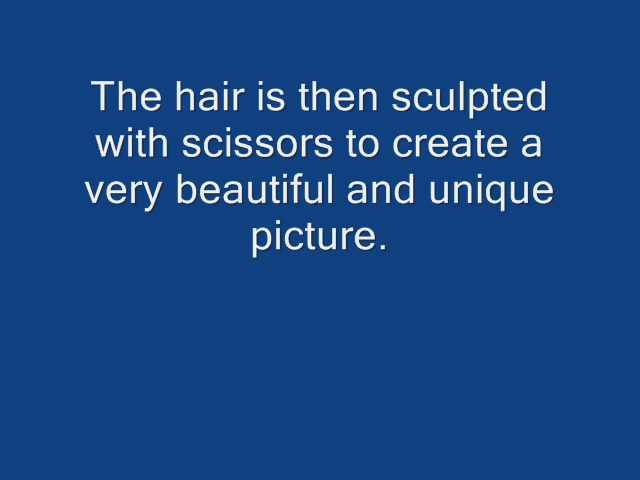 The hair is then sculpted
with scissors to create a
very beautiful and unique
picture.